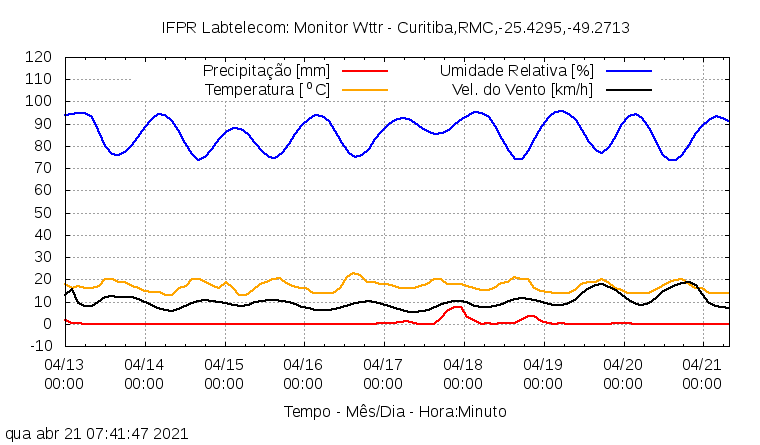 IFPR Labtelecom: Monitor Wttr - Curitiba,RMC,-25.4295,-49.2713
Precipitação [mm]
Temperatura [⁰C]
Umidade Relativa [%]
Vel. do Vento [km/h]
120
110
100
90
80
70
60
50
40
30
20
10
0
-10
04/13 04/14 04/15 04/16 04/17 04/18 04/19 04/20 04/21
00:00 00:00 00:00 00:00 00:00 00:00 00:00 00:00 00:00
Tempo - Mês/Dia - Hora:Minuto
qua abr 21 07:41:47 2021